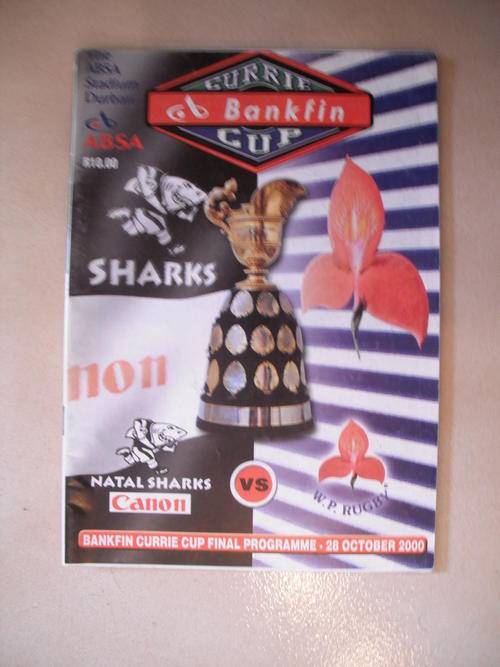 The
ABSA
Stadium
Durban
ABSA
R10.00
CURRIE
Bankfin
CUP
SHARKS
non
NATAL SHARKS
Canon
VS
W.P. RUGBY
BANKFIN CURRIE CUP FINAL PROGRAMME - 28 OCTOBER 2000